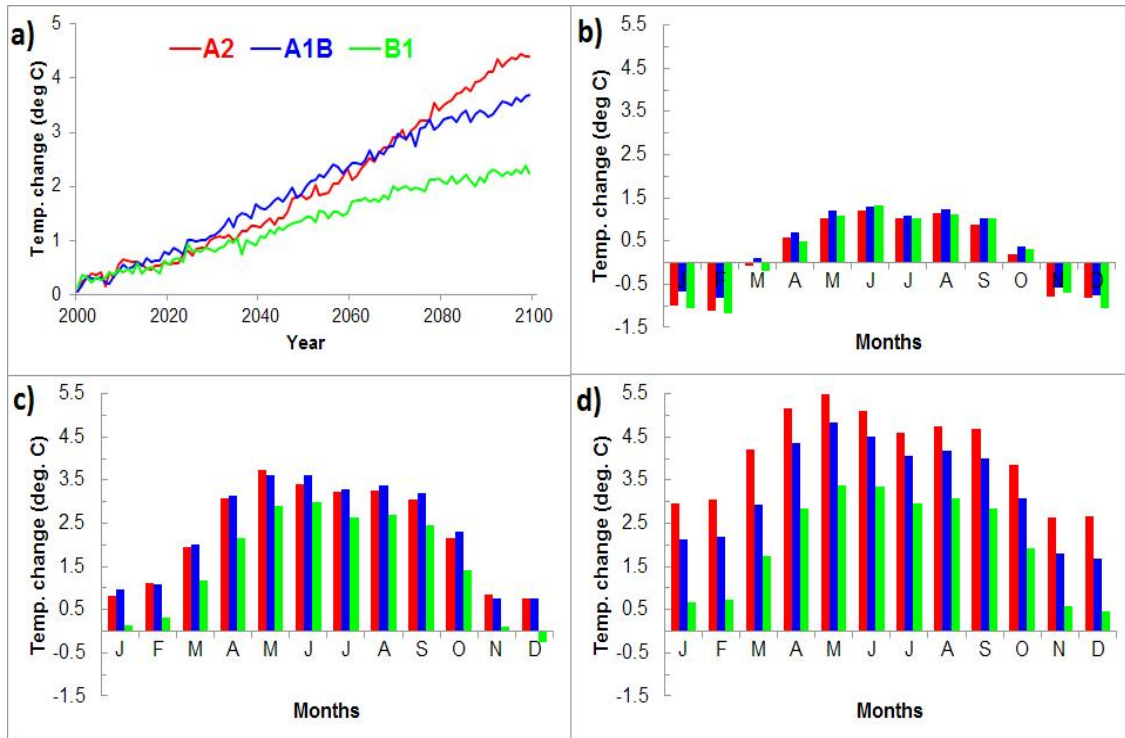 a)
Temp. change (deg C)
5
4
3
2
1
0
A2 A1B B1
2000 2020 2040 2060 2080 2100
Year
b)
Temp. change (deg C)
5.5
4.5
3.5
2.5
1.5
0.5
-0.5
-1.5
F M A M J J A S O N D
Months
c)
Temp. change (deg. C)
5.5
4.5
3.5
2.5
1.5
0.5
-0.5
-1.5
J F M A M J J A S O N D
Months
d)
Temp. change (deg. C)
5.5
4.5
3.5
2.5
1.5
0.5
-0.5
-1.5
J F M A M J J A S O N D
Months